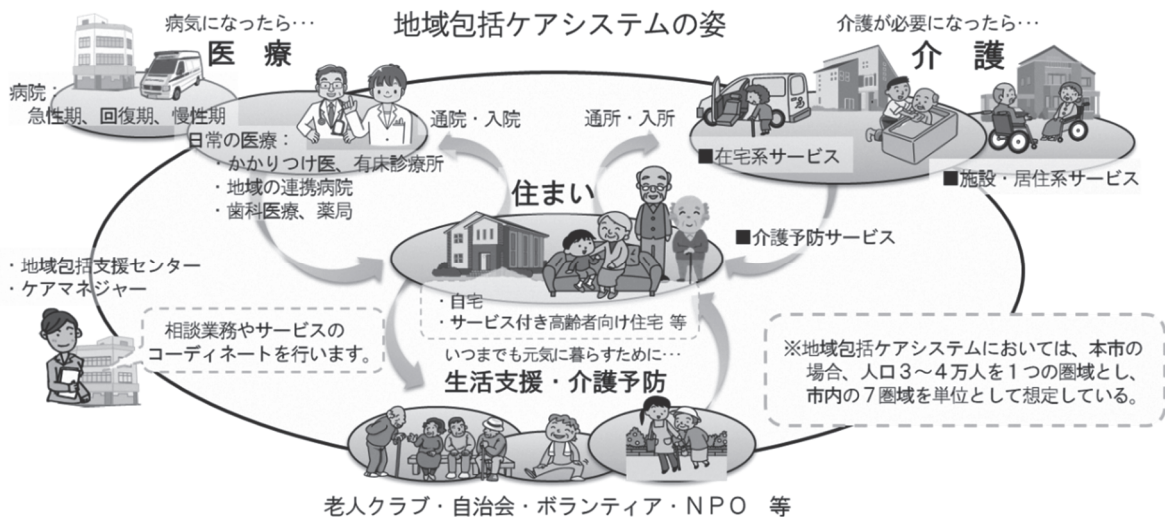 地域包括ケアシステムの姿
病気になったら…
医 療
病院：
急性期、回復期、慢性期
日常の医療：
・かかりつけ医、有床診療所
・地域の連携病院
・歯科医療、薬局
通院・入院
通所・入所
介護が必要になったら…
介 護
■在宅系サービス
■施設・居住系サービス
■介護予防サービス
住まい
・自宅
・サービス付き高齢者向け住宅 等
・地域包括支援センター
・ケアマネジャー
相談業務やサービスの
コーディネートを行います。
いつまでも元気に暮らすために…
生活支援・介護予防
老人クラブ・自治会・ボランティア・ＮＰＯ 等
※地域包括ケアシステムにおいては、本市の
場合、人口３～４万人を１つの圏域とし、
市内の７圏域を単位として想定している。